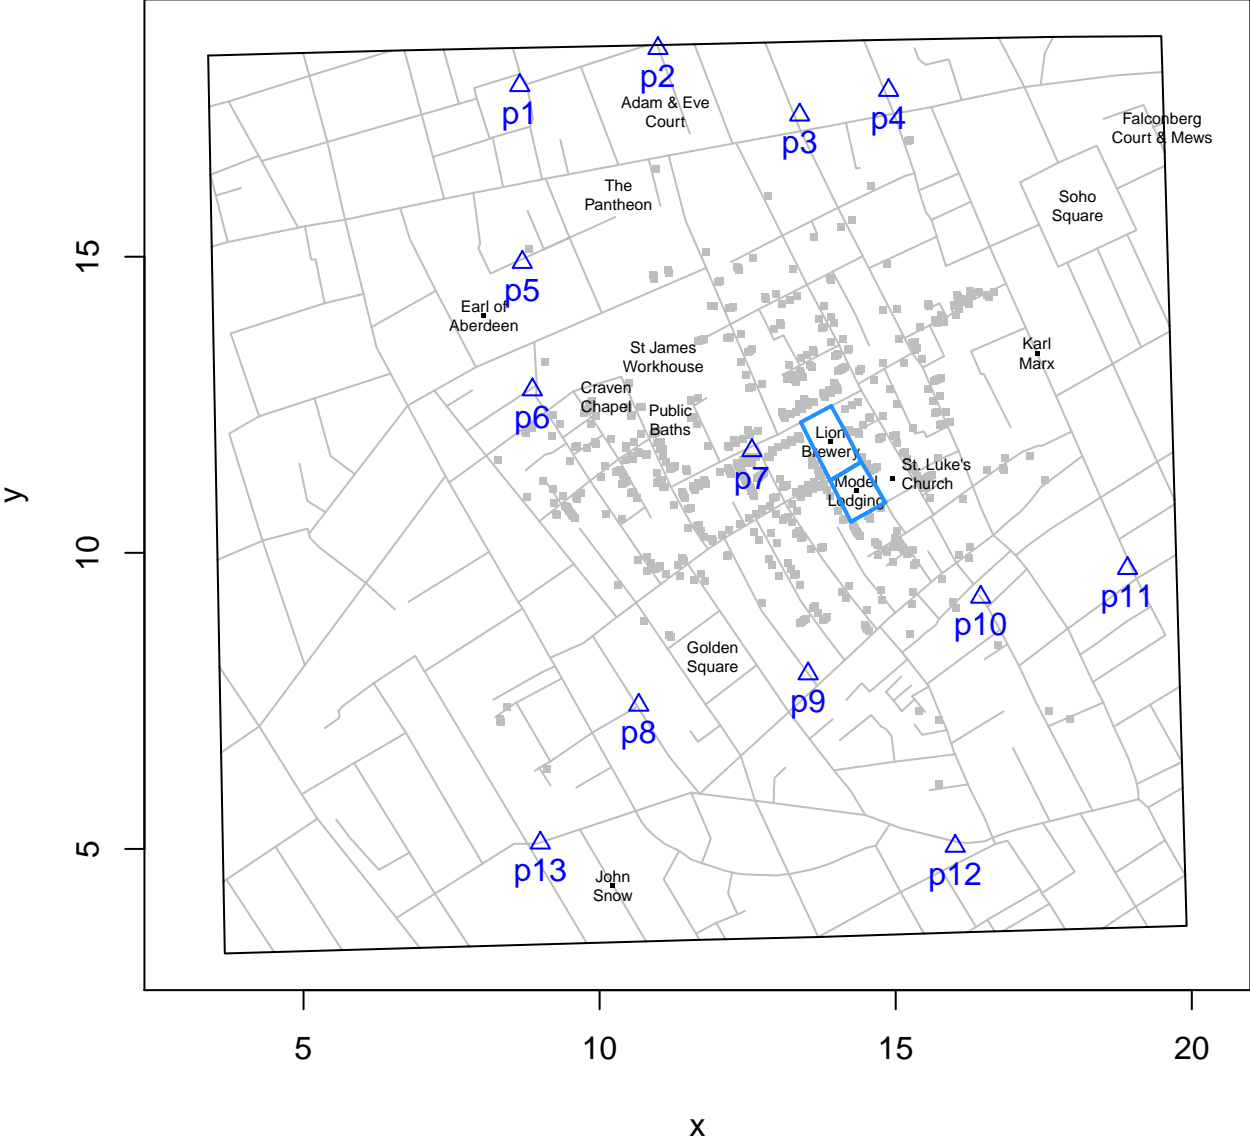 p1
p2
Adam & Eve
Court
p3
p4
Falconberg
Court & Mews
The
Pantheon
Soho
Square
15
p5
Earl of
Aberdeen
St James
Workhouse
Karl
Marx
Craven
Chapel
p6
Public
Baths
Lion
Brewery
p7
St. Luke's
Church
Model
Lodging
y
10
p10
p11
Golden
Square
p9
p8
5
p13
John
Snow
p12
5
10
15
20
x